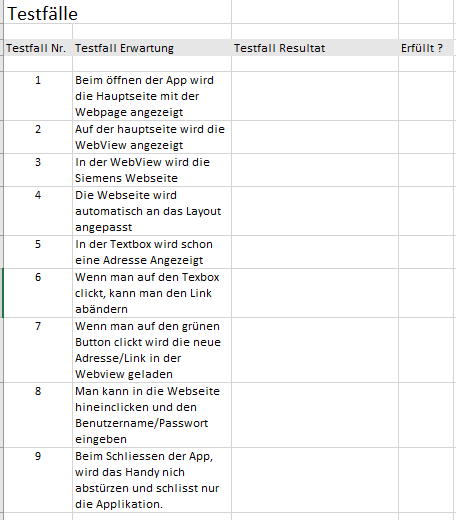 Testfälle
Testfall Nr. Testfall Erwartung Testfall Resultat Erfüllt ?
1 Beim öffnen der App wird
die Hauptseite mit der
Webpage angezeigt
2 Auf der hauptseite wird die
WebView angezeigt
3 In der WebView wird die
Siemens Webseite
4 Die Webseite wird
automatisch an das Layout
angepasst
5 In der Textbox wird schon
eine Adresse Angezeigt
6 Wenn man auf den Texbox
clickt, kann man den Link
abändern
7 Wenn man auf den grünen
Button clickt wird die neue
Adresse/Link in der
Webview geladen
8 Man kann in die Webseite
hineinclicken und den
Benutzername/Passwort
eingeben
9 Beim Schliessen der App,
wird das Handy nich
abstürzen und schlisst nur
die Applikation.